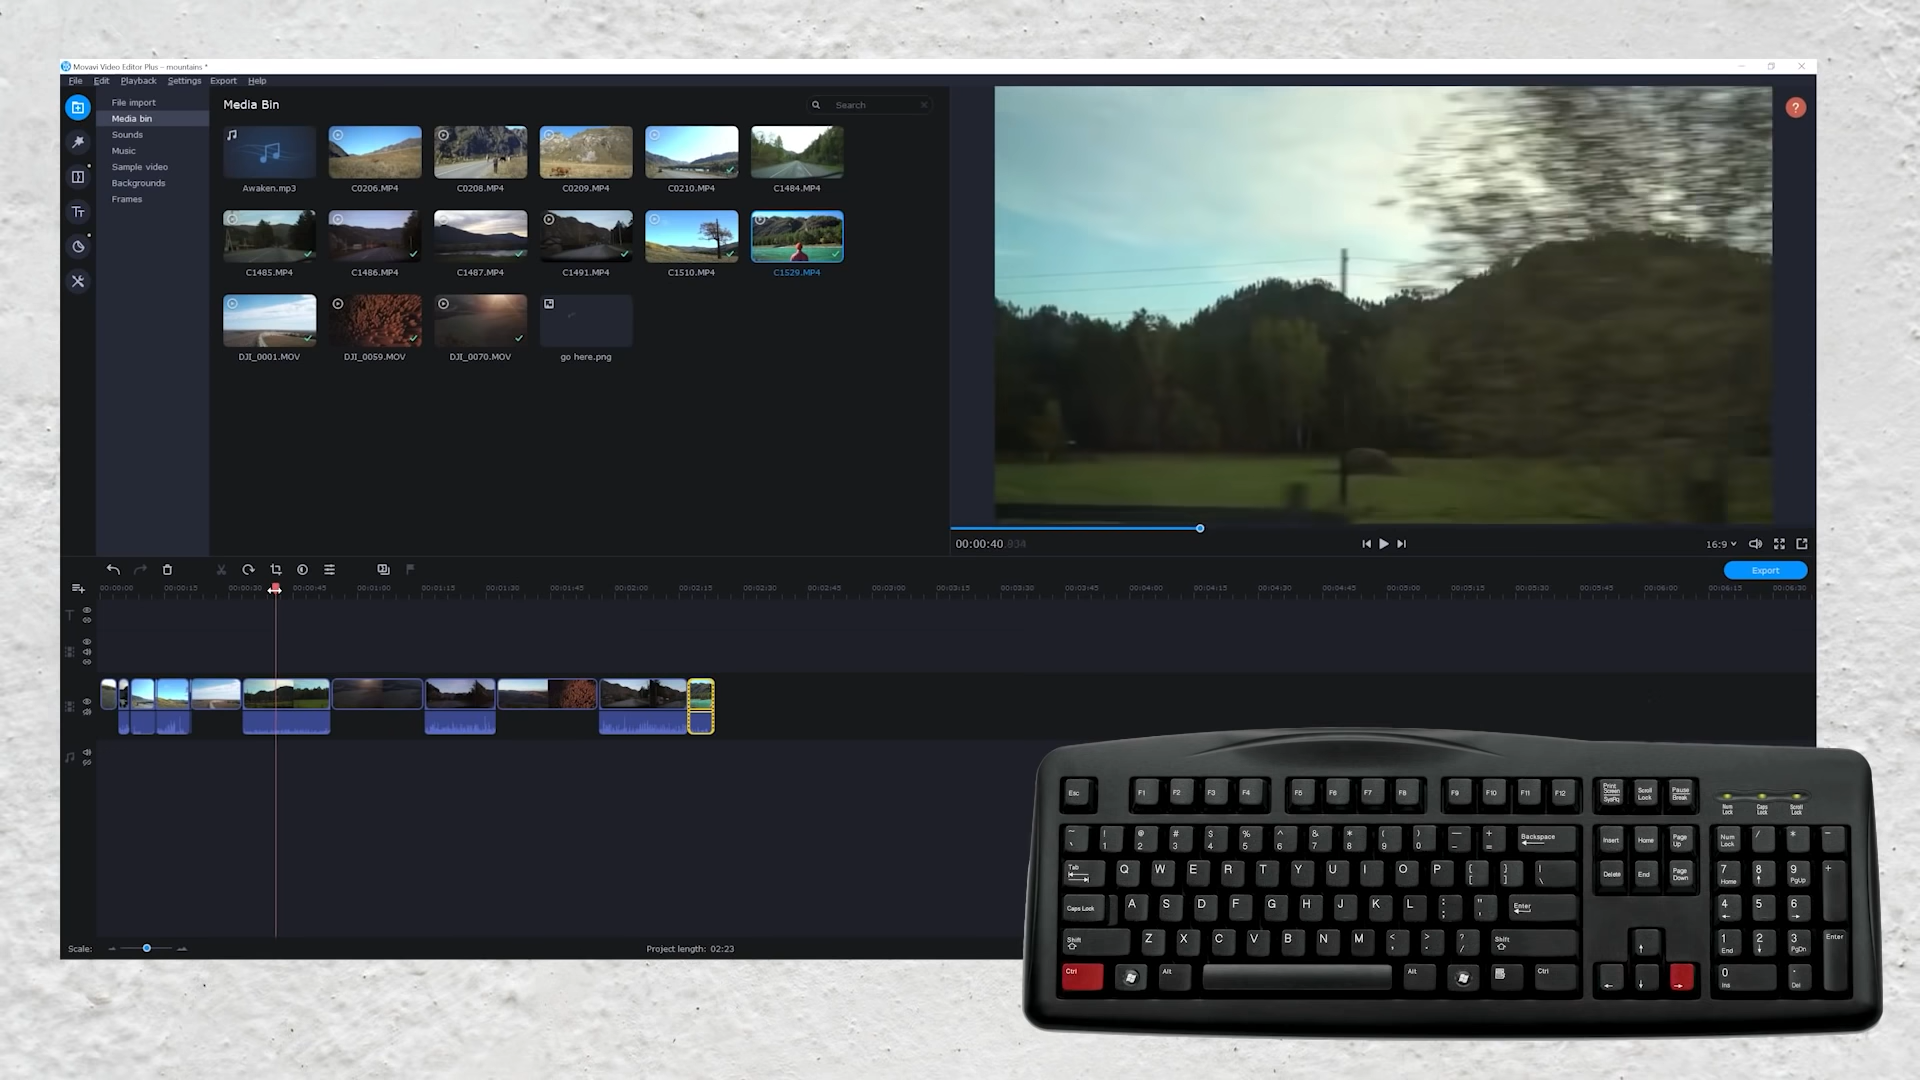 Movavi Video Editor Plus – mountains *
File Edit Playback Settings Export Help
File import
Media bin
Sounds
Music
Sample video
Backgrounds
Frames
Media Bin
Search
Awaken.mp3 C0206.MP4 C0208.MP4 C0209.MP4 C0210.MP4 C1484.MP4
C1485.MP4 C1486.MP4 C1487.MP4 C1491.MP4 C1510.MP4 C1529.MP4
DJI_0001.MOV DJI_0059.MOV DJI_0070.MOV go here.png
?
00:00:40.934
16:9
Export
00:00:00 00:00:15 00:00:30 00:00:45 00:01:00 00:01:15 00:01:30 00:01:45 00:02:00 00:02:15 00:02:30 00:02:45 00:03:00 00:03:15 00:03:30 00:03:45 00:04:00 00:04:15 00:04:30 00:04:45 00:05:00 00:05:15 00:05:30 00:05:45 00:06:00 00:06:15 00:06:30
Scale:
Project length: 02:23
Esc F1 F2 F3 F4 F5 F6 F7 F8 F9 F10 F11 F12 Print Screen SysRq Scroll Lock Pause Break Num Lock Caps Lock Scroll Lock
~ ` ! 1 @ 2 # 3 $ 4 % 5 ^ 6 & 7 * 8 ( 9 ) 0 — - + = Backspace Insert Home Page Up Num Lock / * -
Tab Q W E R T Y U I O P { [ } ] | \ Delete End Page Down 7 Home 8 9 PgUp +
Caps Lock A S D F G H J K L : ; " ' Enter 4 5 6
Shift Z X C V B N M < , > . ? / Shift 1 End 2 3 PgDn Enter
Ctrl Alt Alt Ctrl 0 Ins . Del